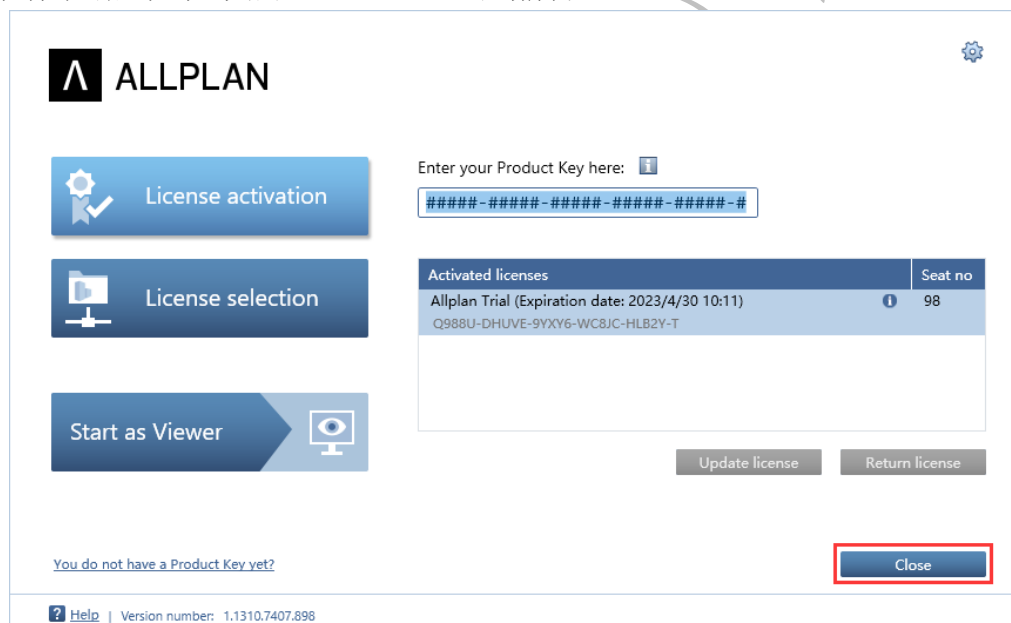 ALLPLAN
License activation
License selection
Start as Viewer
Enter your Product Key here:
#####-#####-#####-#####-#####-#
Activated licenses Seat no
Allplan Trial (Expiration date: 2023/4/30 10:11) 98
Q988U-DHUVE-9YXY6-WC8JC-HLB2Y-T
Update license Return license
You do not have a Product Key yet?
Close
? Help | Version number: 1.1310.7407.898